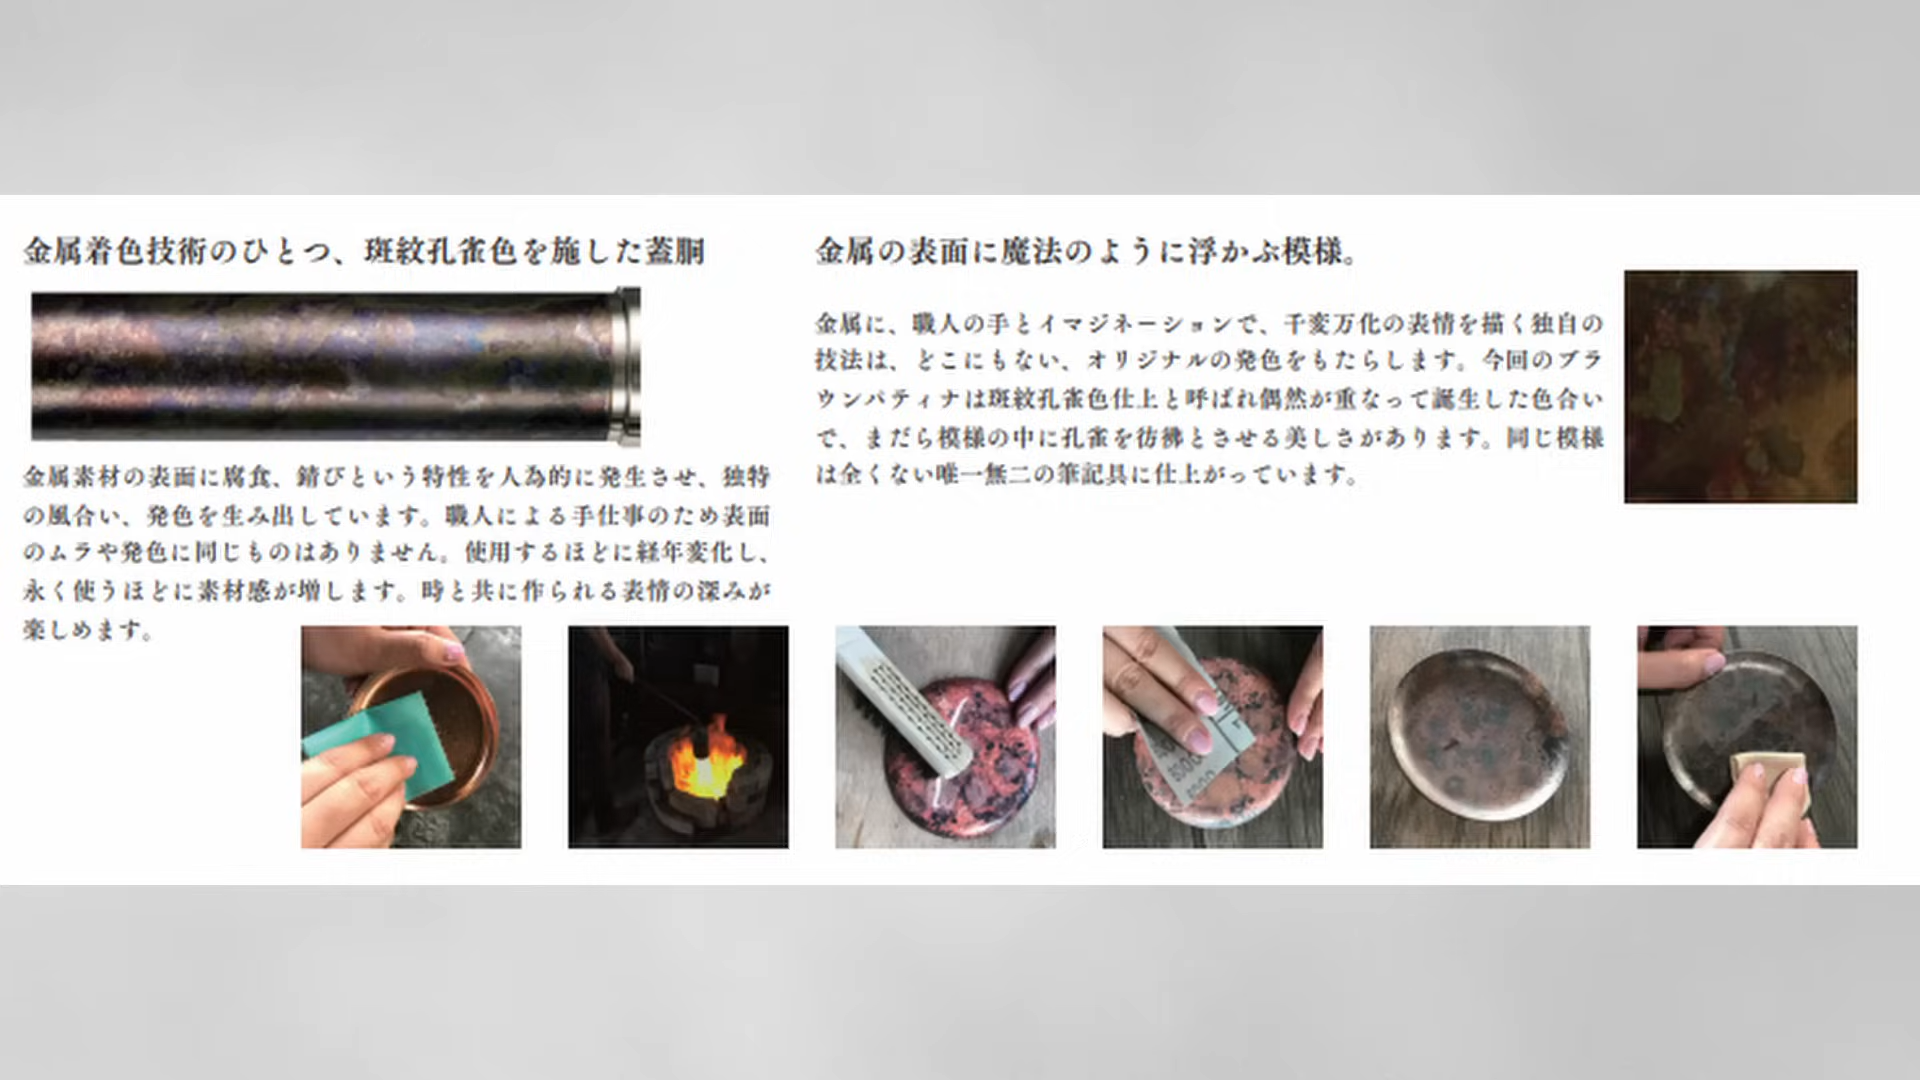 金属着色技術のひとつ、斑紋孔雀色を施した蓋胴
金属素材の表面に腐食、錆びという特性を人為的に発生させ、独特
の風合い、発色を生み出しています。職人による手仕事のため表面
のムラや発色に同じものはありません。使用するほどに経年変化し、
永く使うほどに素材感が増します。時と共に作られる表情の深みが
楽しめます。
金属の表面に魔法のように浮かぶ模様。
金属に、職人の手とイマジネーションで、千変万化の表情を描く独自の
技法は、どこにもない、オリジナルの発色をもたらします。今回のブラ
ウンパティナは斑紋孔雀色仕上と呼ばれ偶然が重なって誕生した色合い
で、まだら模様の中に孔雀を彷彿とさせる美しさがあります。同じ模様
は全くない唯一無二の筆記具に仕上がっています。